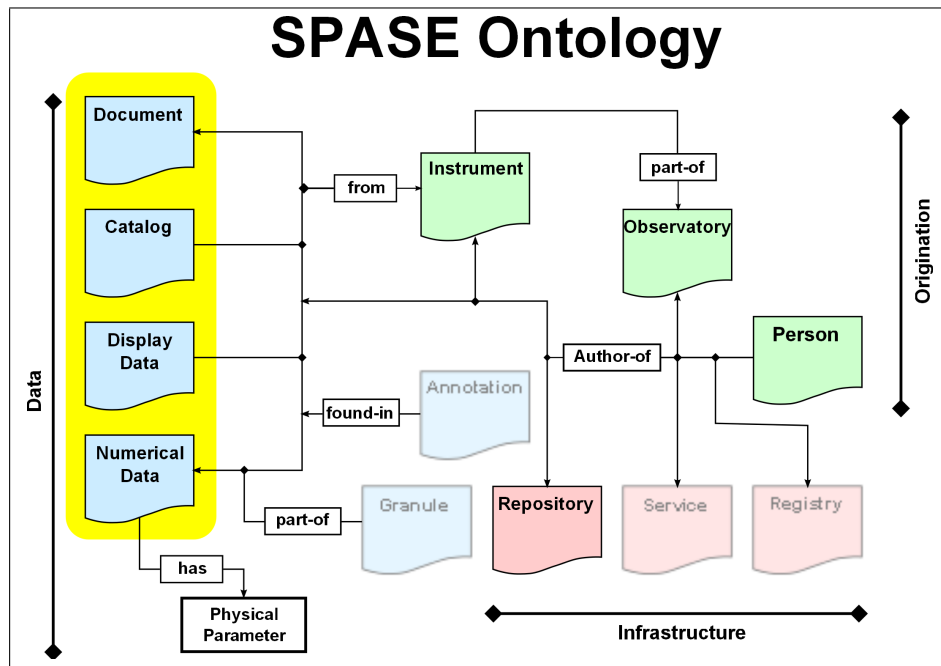 SPASE Ontology
Document
Instrument
part-of
from
Catalog
Observatory
Origination
Display
Data
Person
Author-of
Data
Annotation
found-in
Numerical
Data
Granule
Repository
Service
Registry
part-of
has
Physical
Parameter
Infrastructure